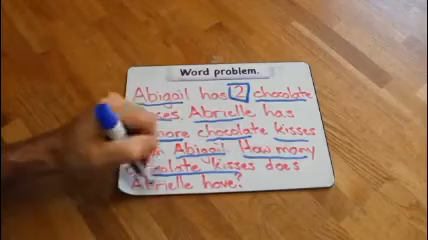 Word problem.
Abigail has 2 chocolate
Abrielle has
more chocolate kisses
Abigail. How many
kisses does
Abrielle have?